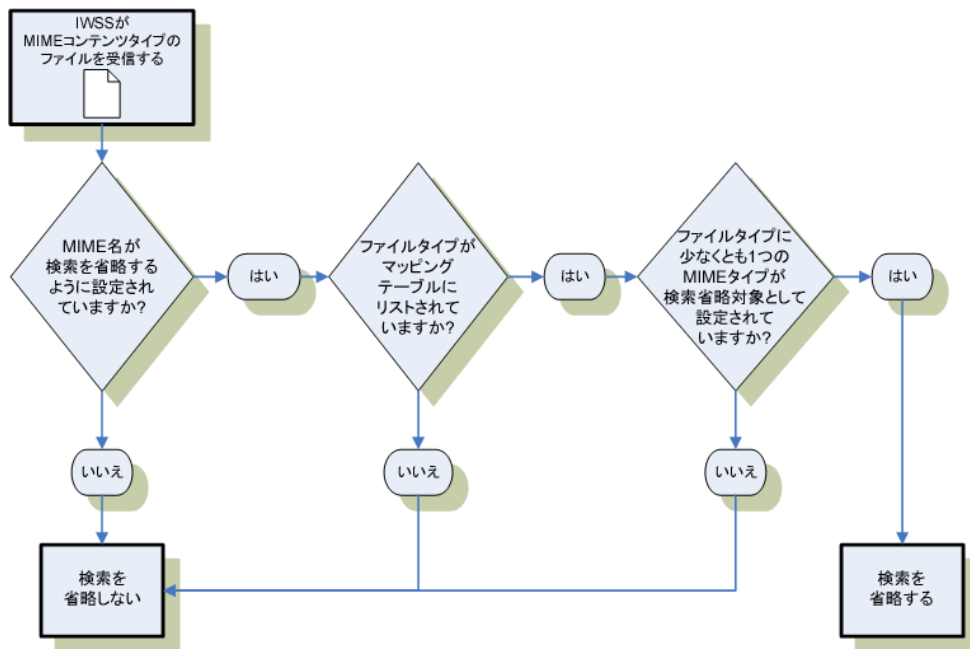 IWSSが
MIMEコンテンツタイプの
ファイルを受信する
MIME名が
検索を省略する
ように設定され
ていますか?
はい
ファイルタイプが
マッピング
テーブルに
リストされて
いますか?
はい
ファイルタイプに
少なくとも1つの
MIMEタイプが
検索省略対象として
設定されて
いますか?
はい
いいえ
いいえ
いいえ
検索を
省略しない
検索を
省略する